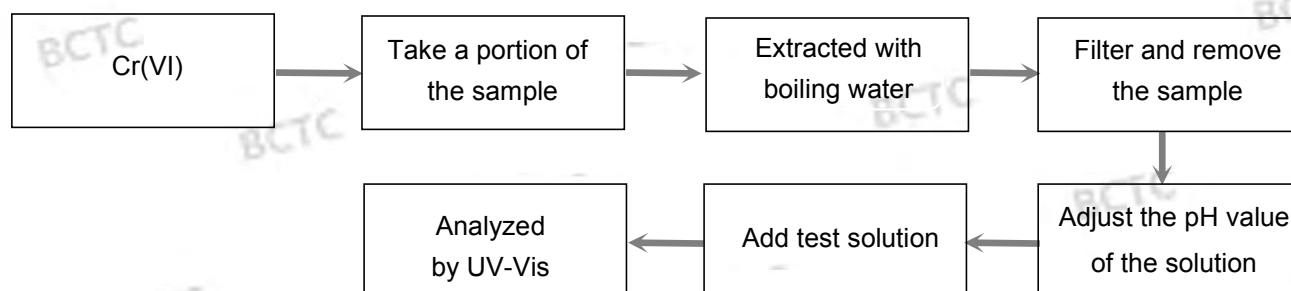 BCTC
Cr(VI)
Take a portion of
the sample
Extracted with
boiling water
Filter and remove
the sample
BCTC
BCTC
BCTC
Analyzed
by UV-Vis
Add test solution
Adjust the pH value
of the solution